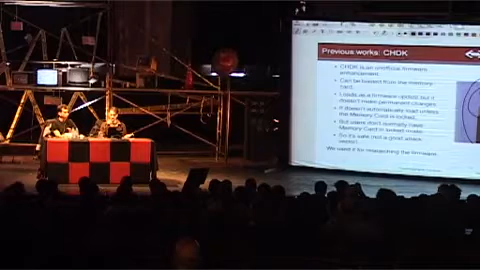 Previous works: CHDK
CHDK is an unofficial firmware
enhancement.
Can be loaded from the memory
card.
Loads as a firmware update but it
doesn't make permanent changes
It doesn't automatically load unless
the Memory Card is locked.
But users don't normally have
Memory Card in locked
So it's not a good attack
We used it for researching the firmware.